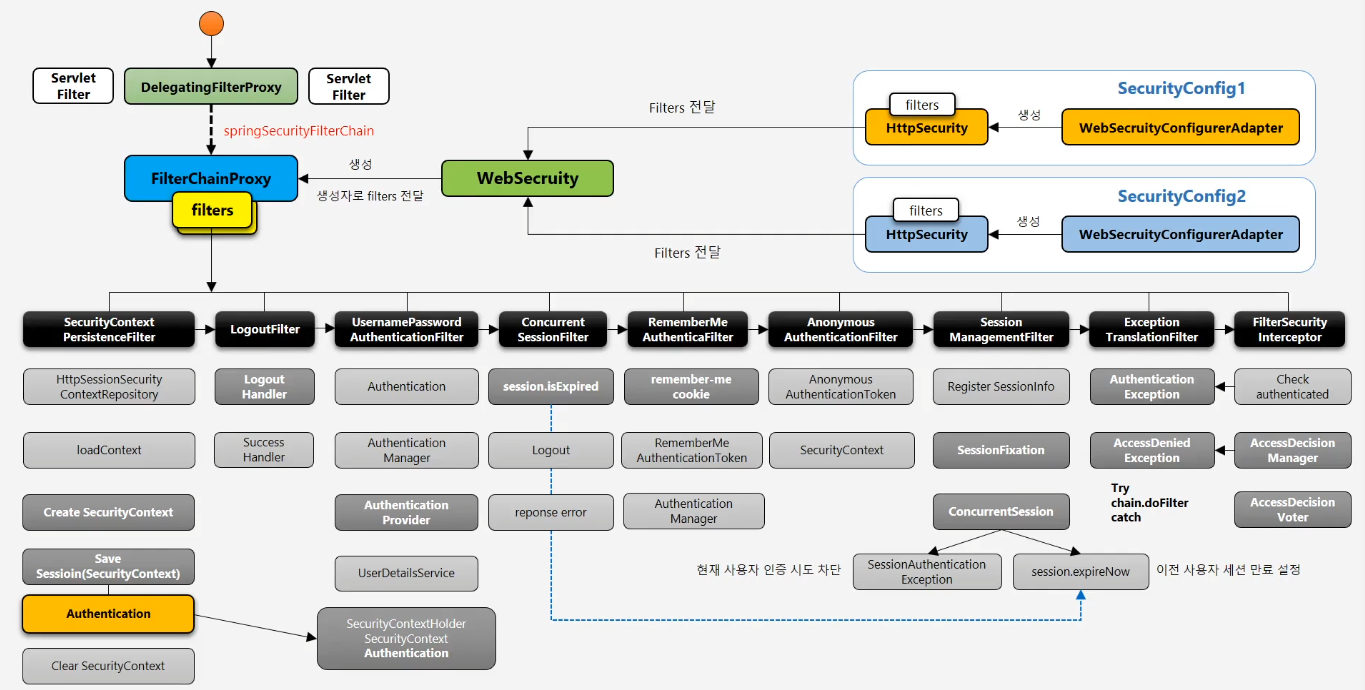 Servlet
Filter
DelegatingFilterProxy
Servlet
Filter
springSecurityFilterChain
FilterChainProxy
filters
생성
생성자로 filters 전달
WebSecruity
Filters 전달
Filters 전달
SecurityConfig1
filters
HttpSecurity
생성
WebSecruityConfigurerAdapter
SecurityConfig2
filters
HttpSecurity
생성
WebSecruityConfigurerAdapter
SecurityContext
PersistenceFilter
LogoutFilter
UsernamePassword
AuthenticationFilter
Concurrent
SessionFilter
RememberMe
AuthenticaFilter
Anonymous
AuthenticationFilter
Session
ManagementFilter
Exception
TranslationFilter
FilterSecurity
Interceptor
HttpSessionSecurity
ContextRepository
Logout
Handler
Authentication
session.isExpired
remember-me
cookie
Anonymous
AuthenticationToken
Register SessionInfo
Authentication
Exception
Check
authenticated
loadContext
Success
Handler
Authentication
Manager
Logout
RememberMe
AuthenticationToken
SecurityContext
SessionFixation
AccessDenied
Exception
AccessDecision
Manager
Create SecurityContext
Authentication
Provider
reponse error
Authentication
Manager
ConcurrentSession
Try
chain.doFilter
catch
AccessDecision
Voter
Save
Sessioin(SecurityContext)
UserDetailsService
현재 사용자 인증 시도 차단
SessionAuthentication
Exception
session.expireNow
이전 사용자 세션 만료 설정
Authentication
SecurityContextHolder
SecurityContext
Authentication
Clear SecurityContext